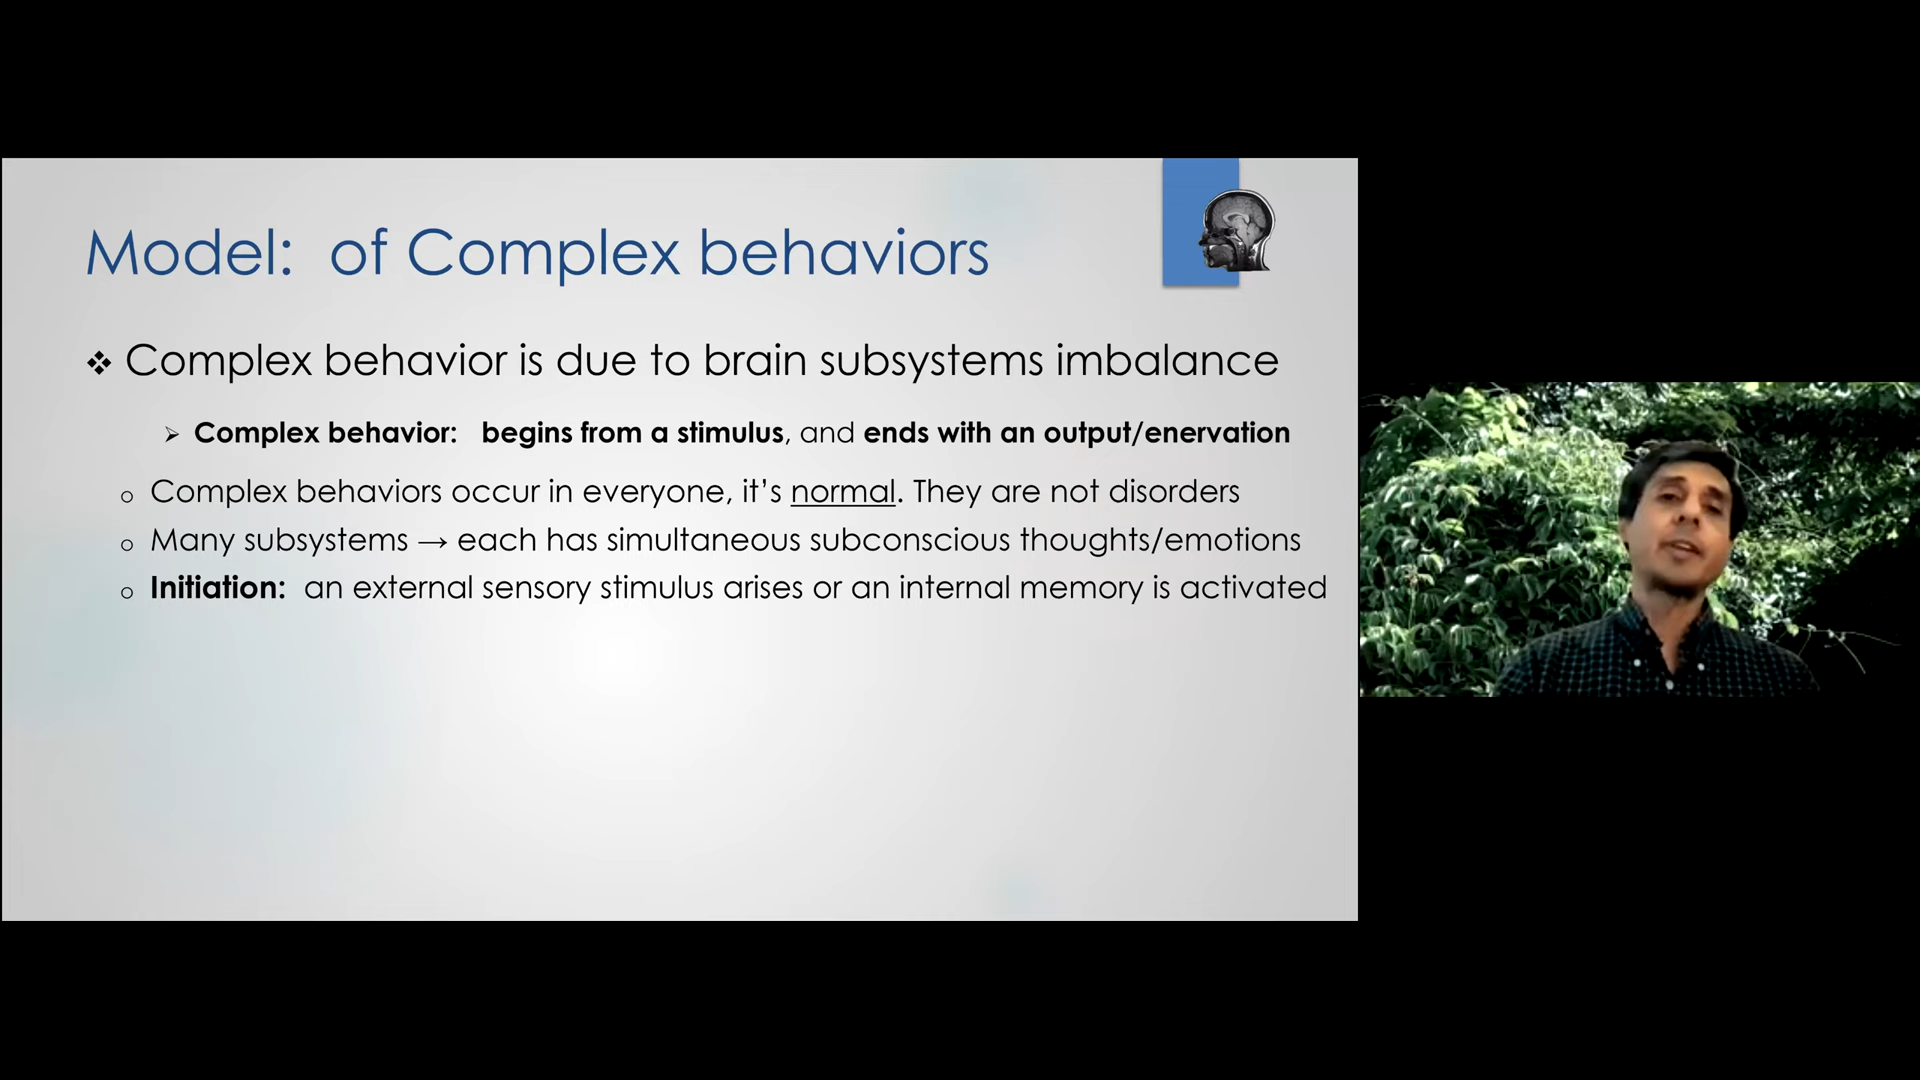 Model: of Complex behaviors
❖ Complex behavior is due to brain subsystems imbalance
➢ Complex behavior: begins from a stimulus, and ends with an output/enervation
o Complex behaviors occur in everyone, it’s normal. They are not disorders
o Many subsystems → each has simultaneous subconscious thoughts/emotions
o Initiation: an external sensory stimulus arises or an internal memory is activated